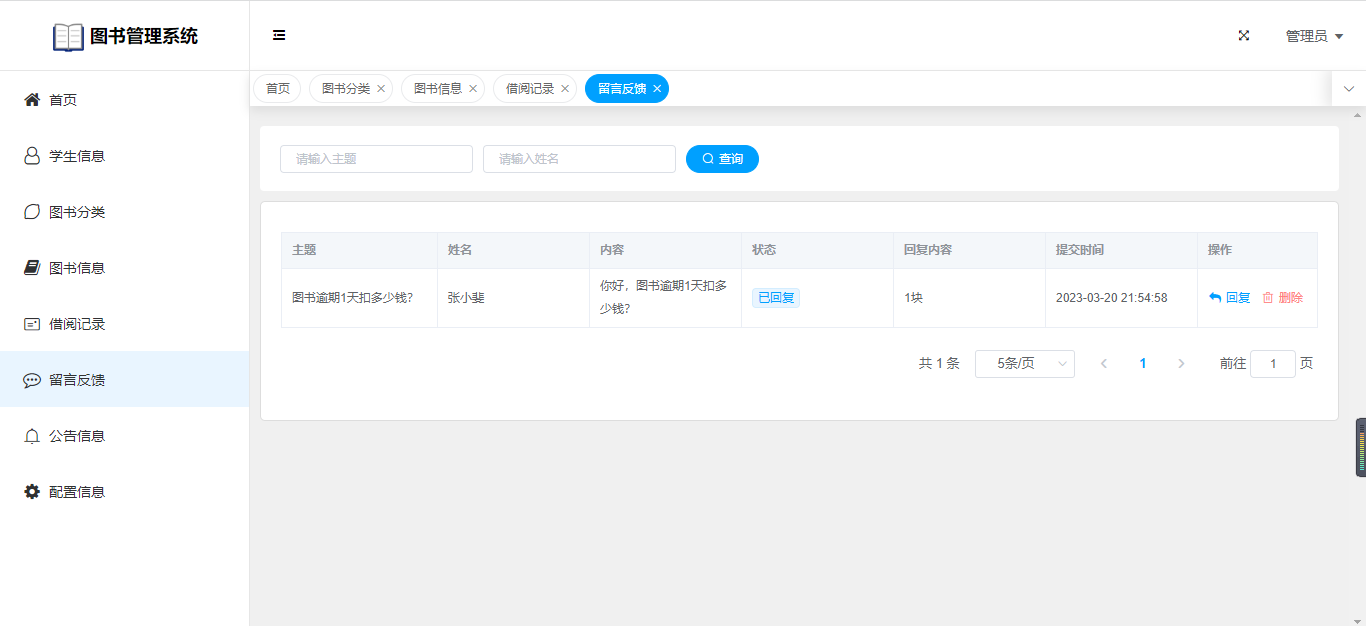 图书管理系统
管理员
首页
学生信息
图书分类
图书信息
借阅记录
留言反馈
公告信息
配置信息
首页 图书分类 图书信息 借阅记录 留言反馈
请输入主题 请输入姓名 查询
主题 姓名 内容 状态 回复内容 提交时间 操作
图书逾期1天扣多少钱? 张小斐 你好，图书逾期1天扣多
少钱? 已回复 1块 2023-03-20 21:54:58 回复 删除
共 1 条 5条/页 1 前往 1 页